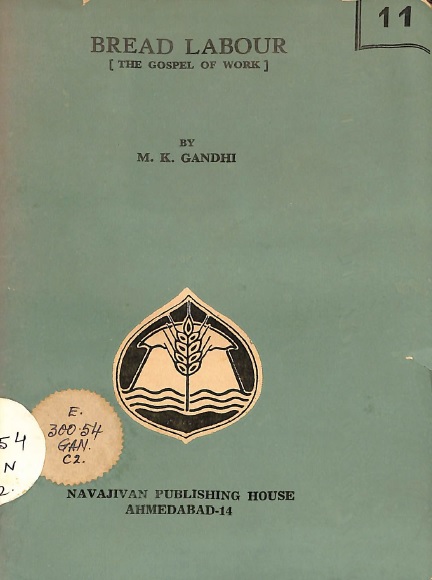 11
BREAD LABOUR
[ THE GOSPEL OF WORK ]
BY
M. K. GANDHI
E.
300.54
GAN.
C2.
54
N
2.
NAVAJIVAN PUBLISHING HOUSE
AHMEDABAD-14